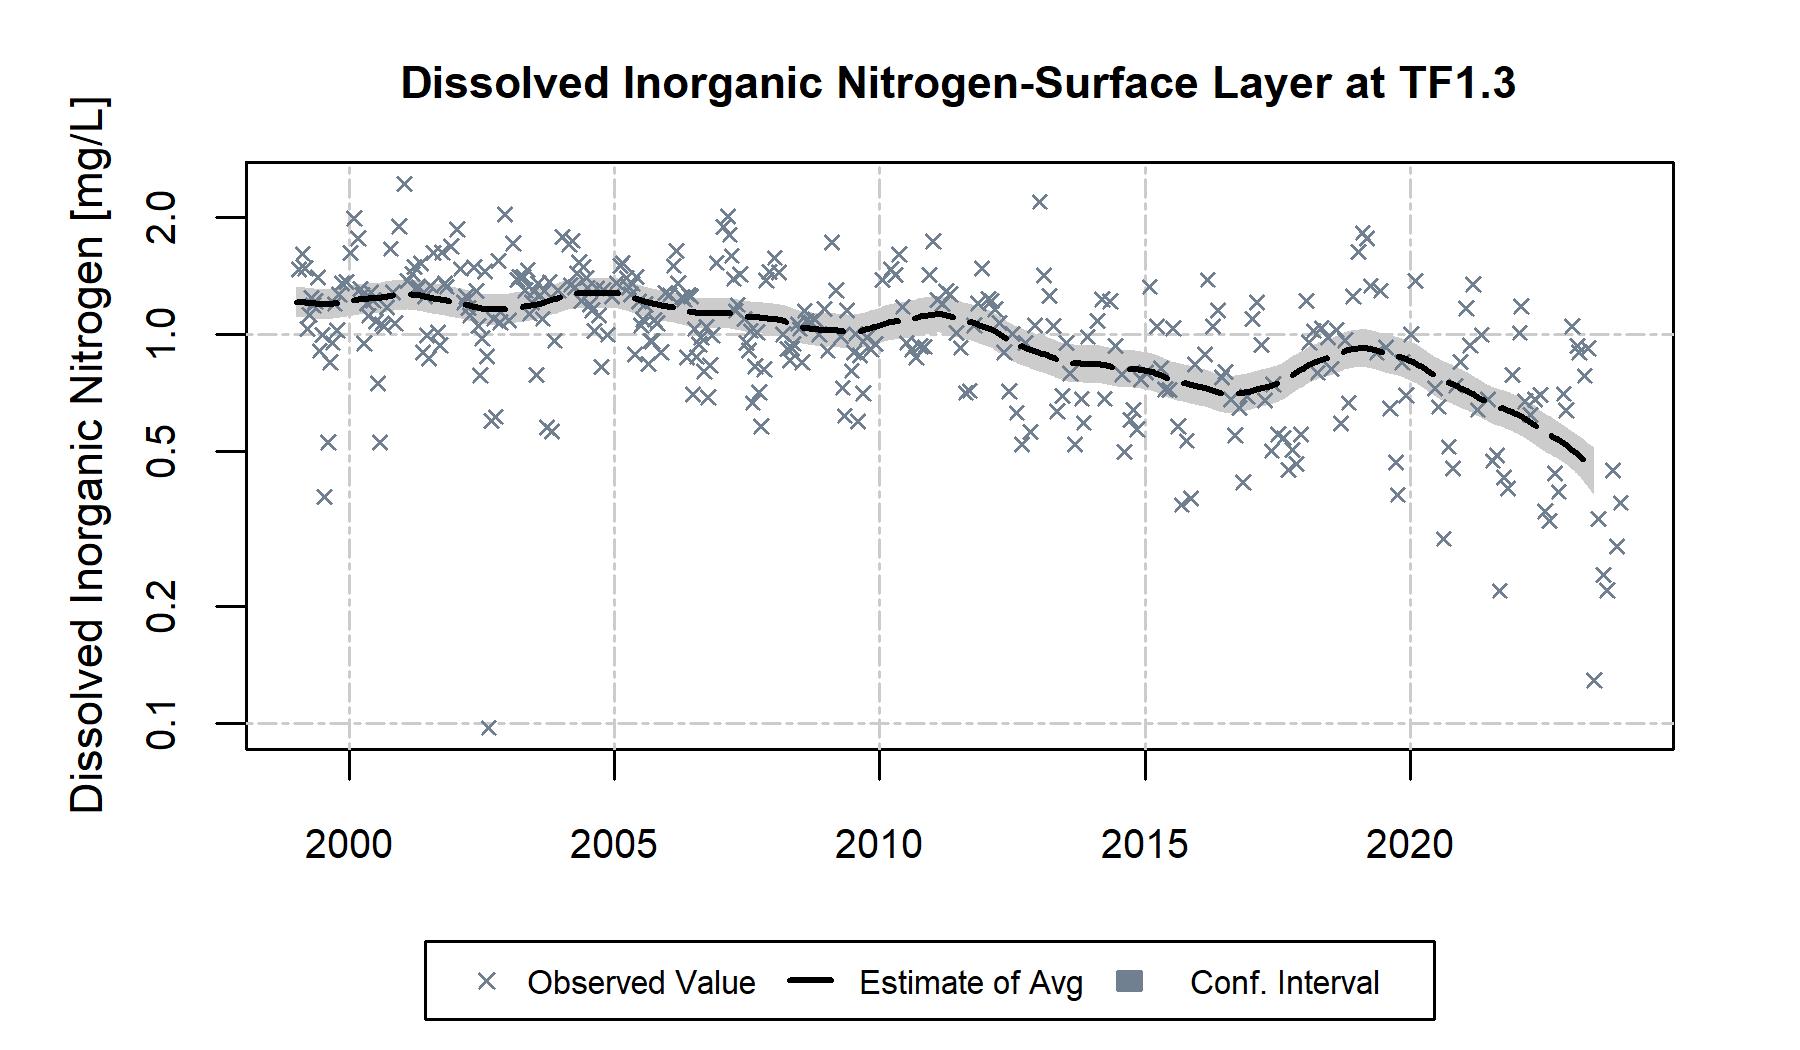 Dissolved Inorganic Nitrogen-Surface Layer at TF1.3
Dissolved Inorganic Nitrogen [mg/L]
2.0
1.0
0.5
0.2
0.1
2000 2005 2010 2015 2020
Observed Value Estimate of Avg Conf. Interval